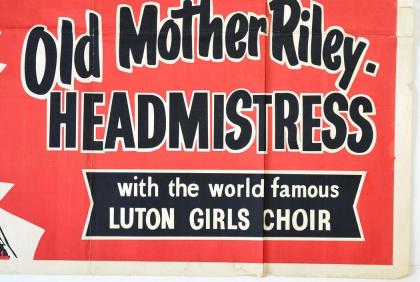 Old Mother Riley-
HEADMISTRESS
with the world famous
LUTON GIRLS CHOIR